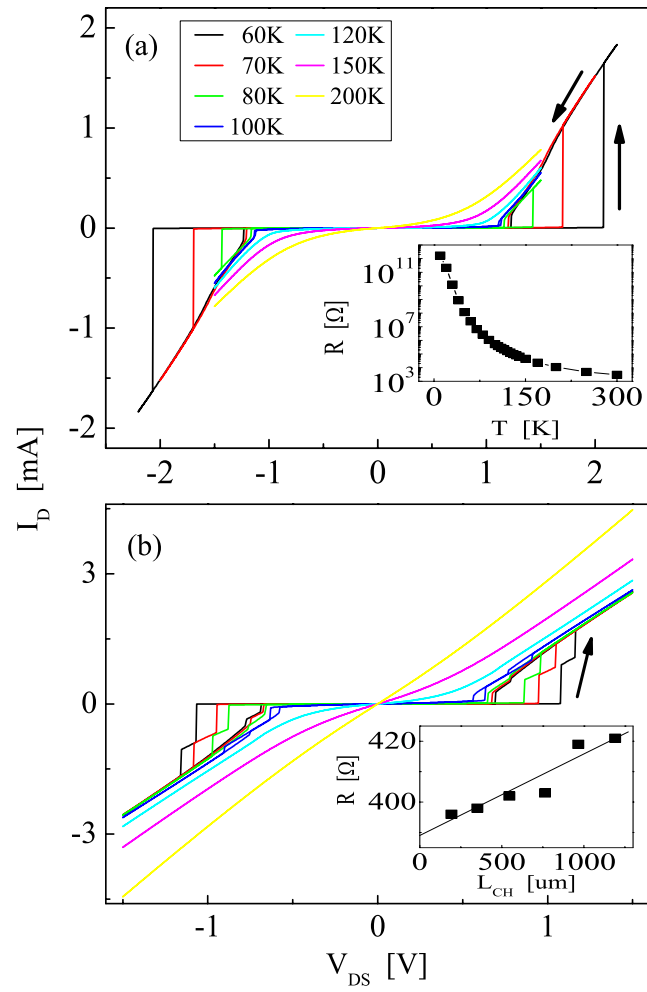 (a)
60K 120K
70K 150K
80K 200K
100K
2
1
0
-1
-2
-2 -1 0 1 2
R [Ω]
10^11
10^7
10^3
0 150 300
T [K]
I_D [mA]
(b)
3
0
-3
-1 0 1
V_DS [V]
R [Ω]
420
400
0 500 1000
L_CH [um]